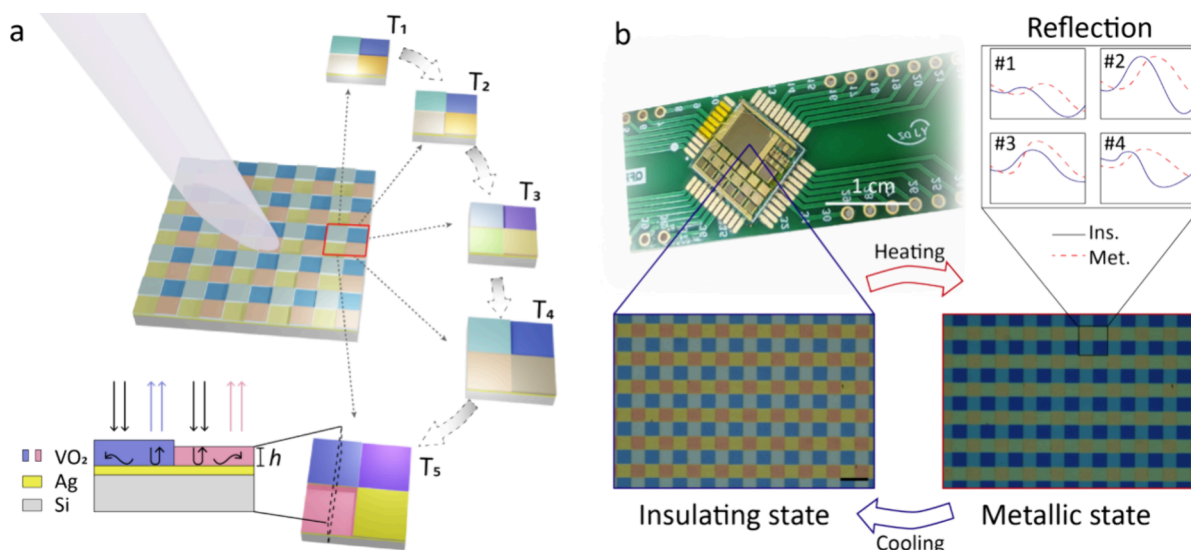 a
T₁
T₂
T₃
T₄
T₅
h
VO₂
Ag
Si
b
1 cm
Heating
Reflection
#1
#2
#3
#4
Ins.
Met.
Insulating state
Metallic state
Cooling